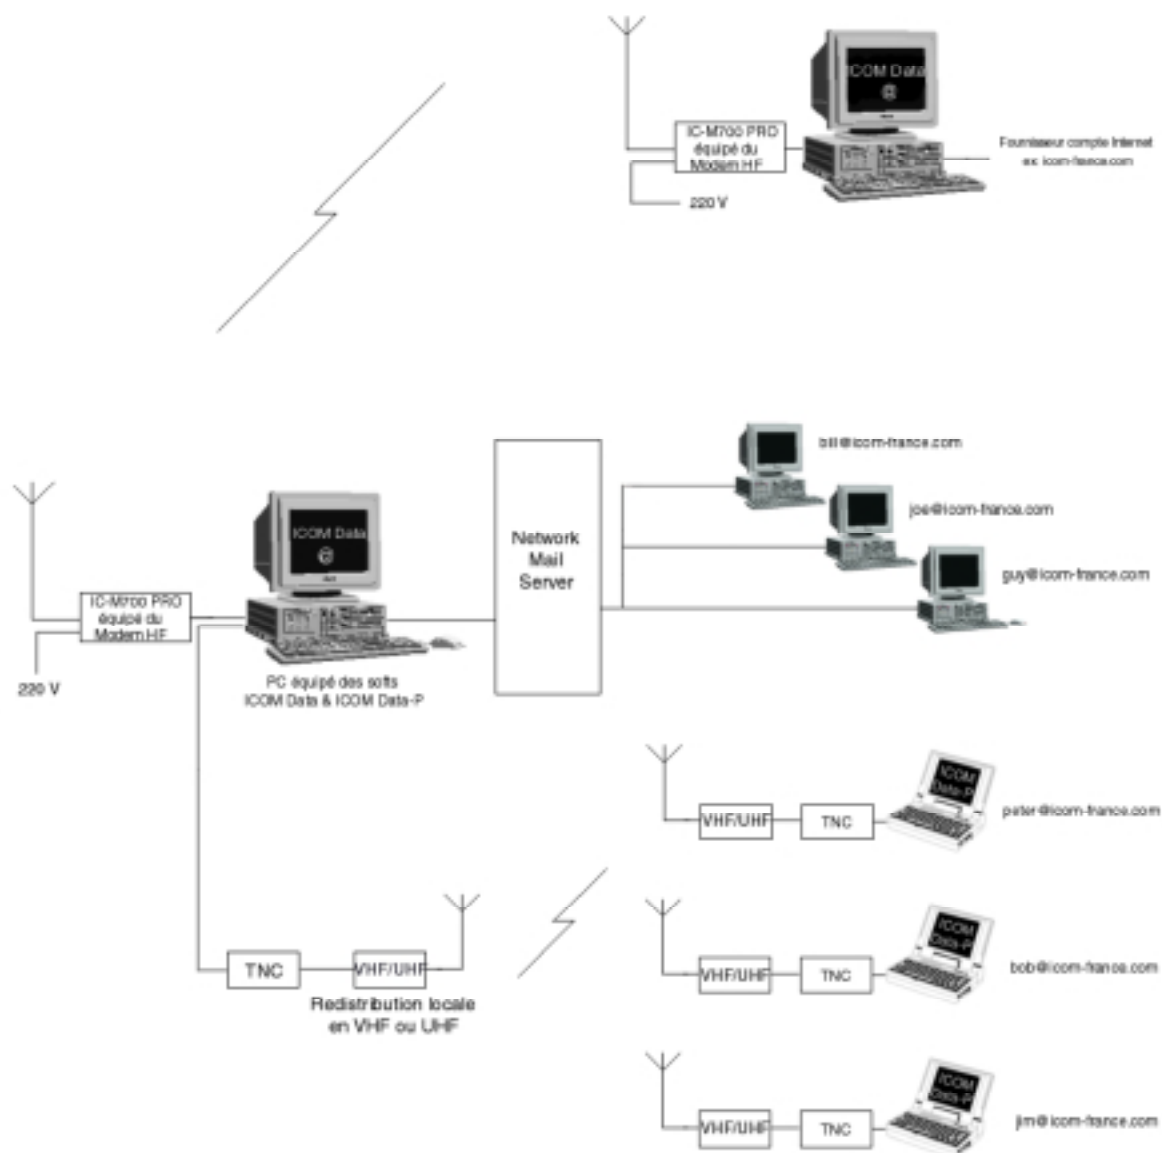 ICOM Data
@
IC-M700 PRO
équipé du
Modem HF
220 V
Fournisseur compte Internet
ex: icom-france.com
bill@icom-france.com
joe@icom-france.com
guy@icom-france.com
Network
Mail
Server
ICOM Data
@
IC-M700 PRO
équipé du
Modem HF
220 V
PC équipé des softs
ICOM Data & ICOM Data-P
ICOM
Data-P
VHF/UHF
TNC
peter@icom-france.com
TNC
VHF/UHF
Redistribution locale
en VHF ou UHF
ICOM
Data-P
VHF/UHF
TNC
bob@icom-france.com
ICOM
Data-P
VHF/UHF
TNC
jim@icom-france.com